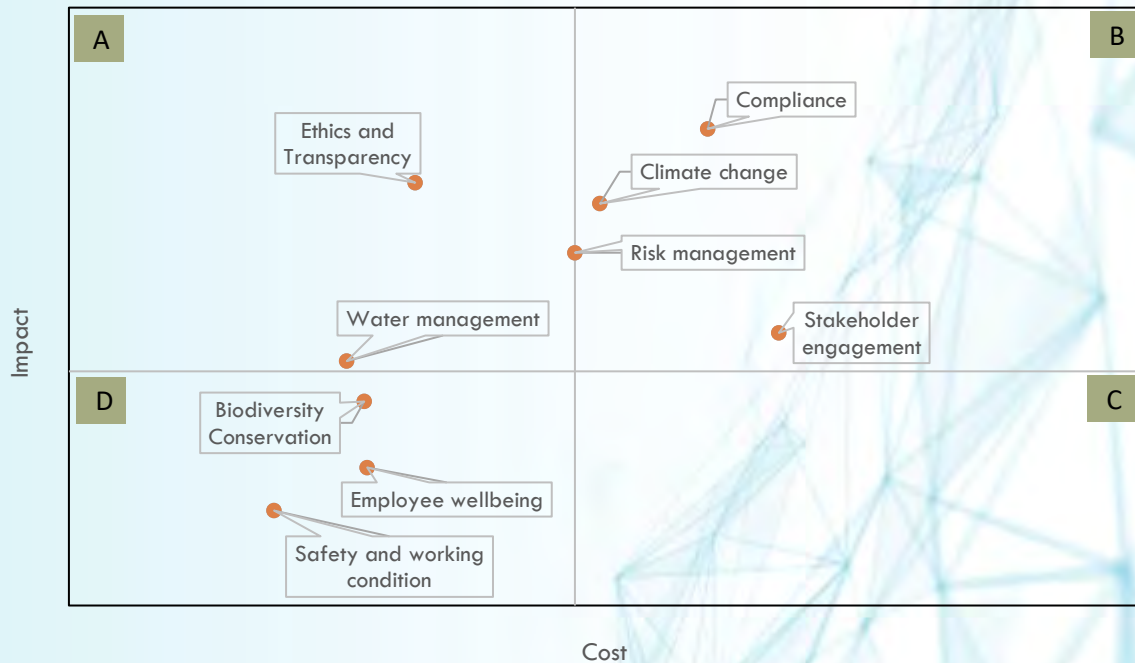 A
B
Compliance
Ethics and
Transparency
Climate change
Risk management
Water management
Stakeholder
engagement
Impact
D
C
Biodiversity
Conservation
Employee wellbeing
Safety and working
condition
Cost